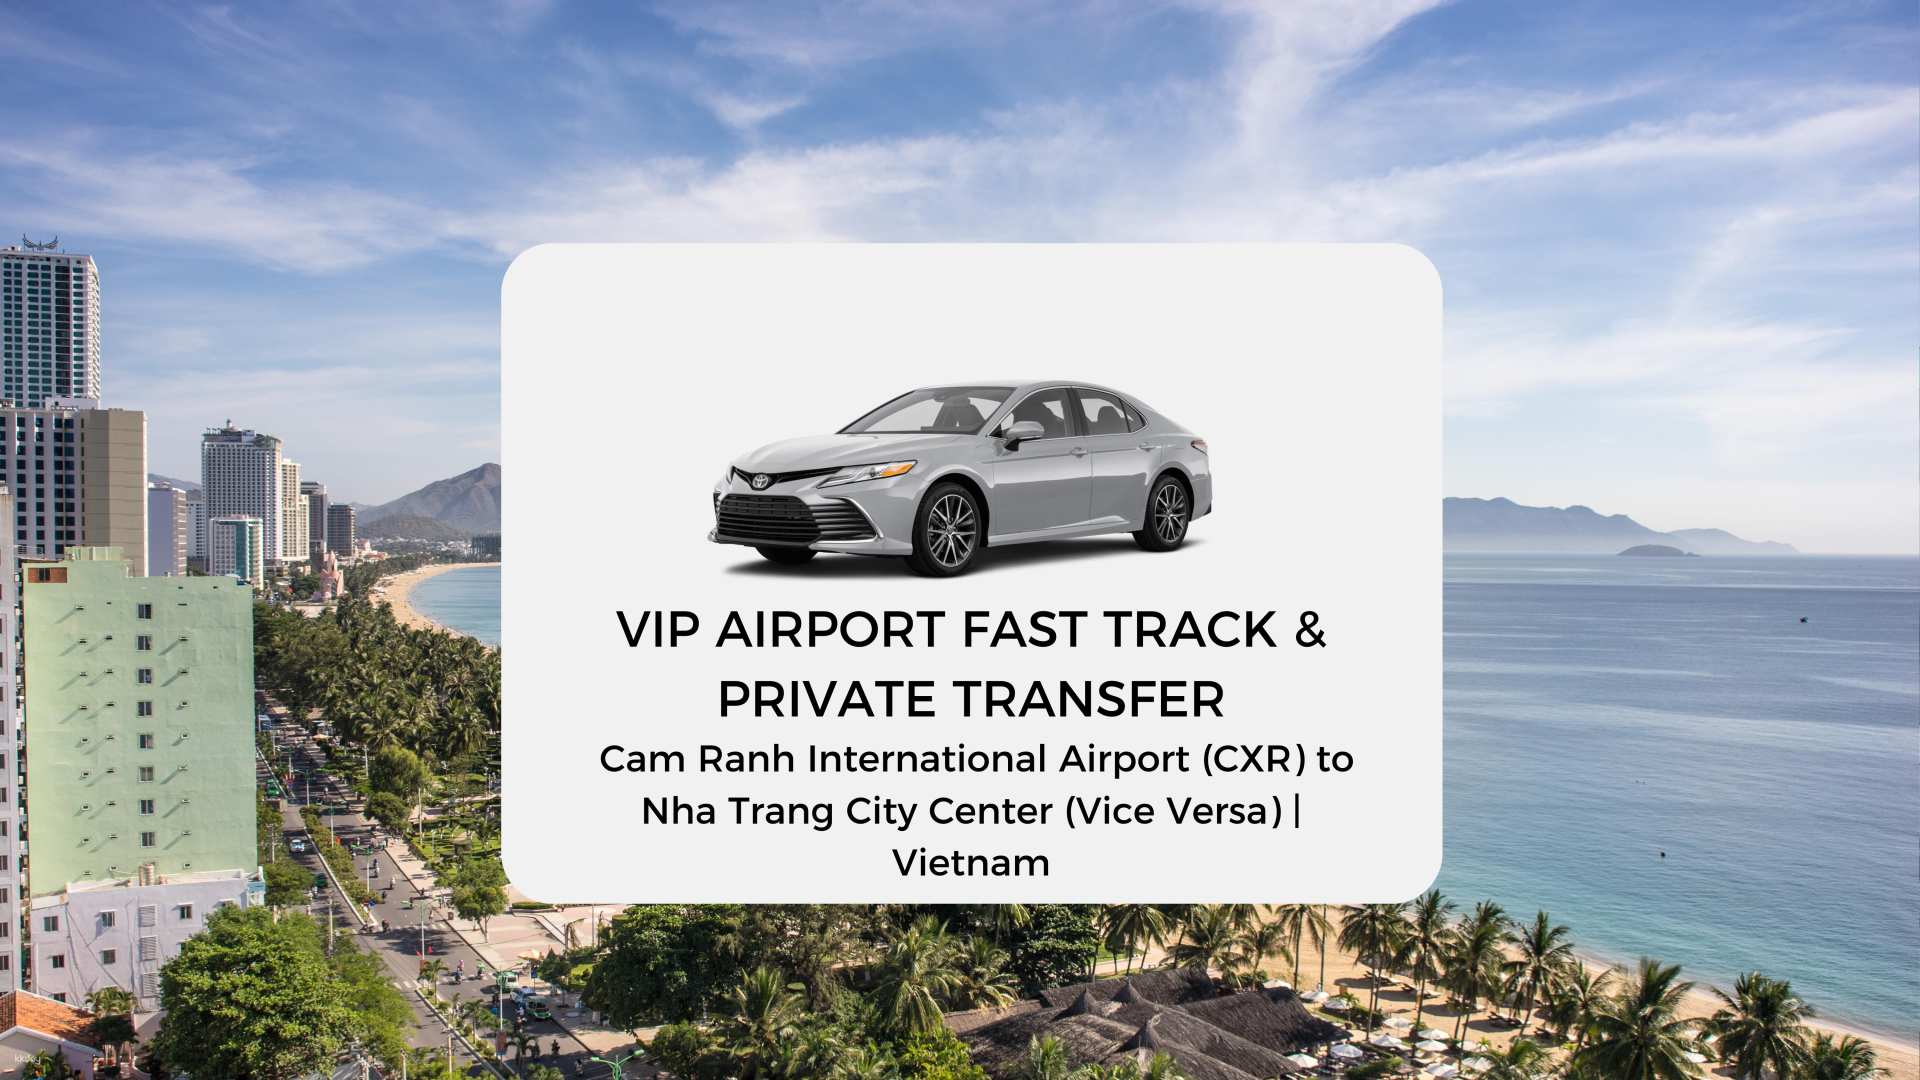 VIP AIRPORT FAST TRACK &
PRIVATE TRANSFER
Cam Ranh International Airport (CXR) to
Nha Trang City Center (Vice Versa) |
Vietnam
kkday